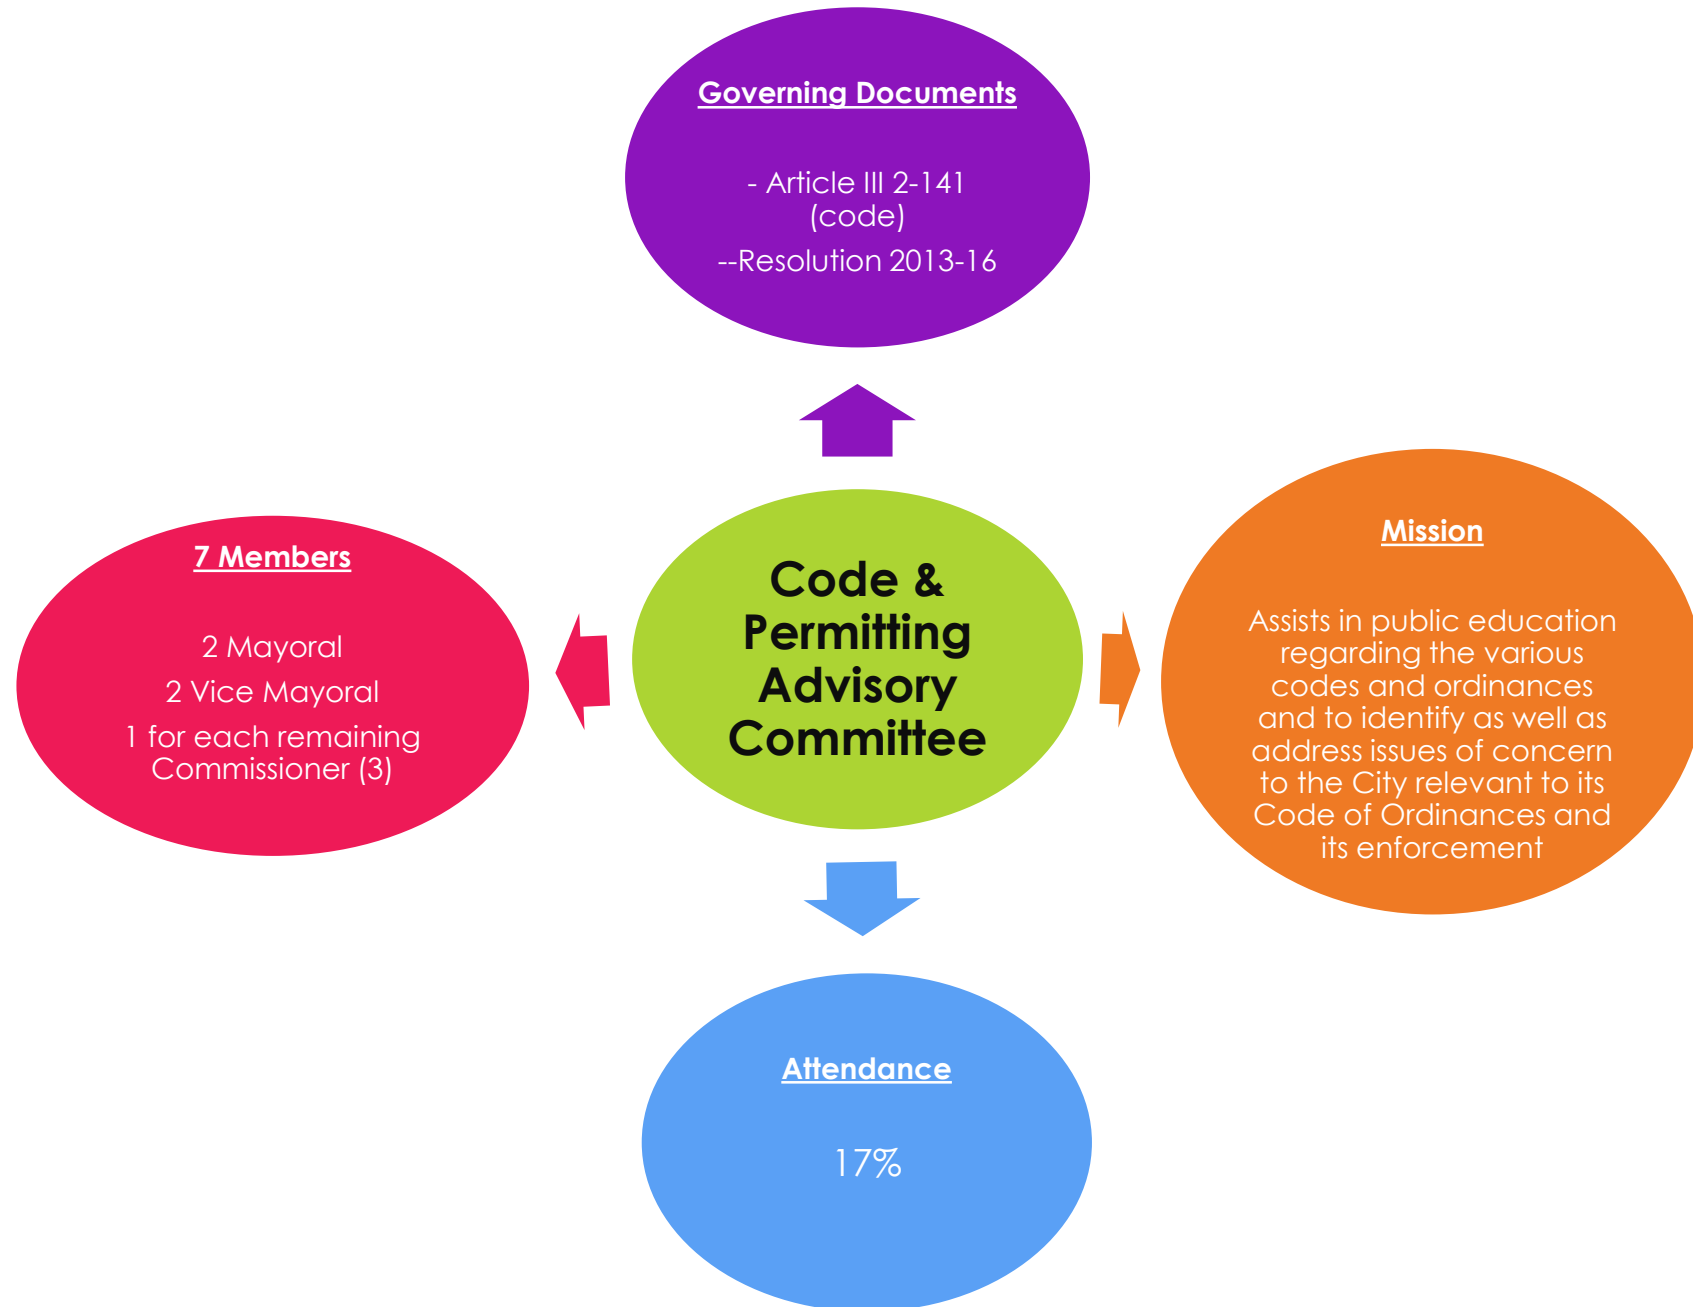 Governing Documents
- Article III 2-141
(code)
--Resolution 2013-16
7 Members
2 Mayoral
2 Vice Mayoral
1 for each remaining
Commissioner (3)
Code &
Permitting
Advisory
Committee
Mission
Assists in public education
regarding the various
codes and ordinances
and to identify as well as
address issues of concern
to the City relevant to its
Code of Ordinances and
its enforcement
Attendance
17%